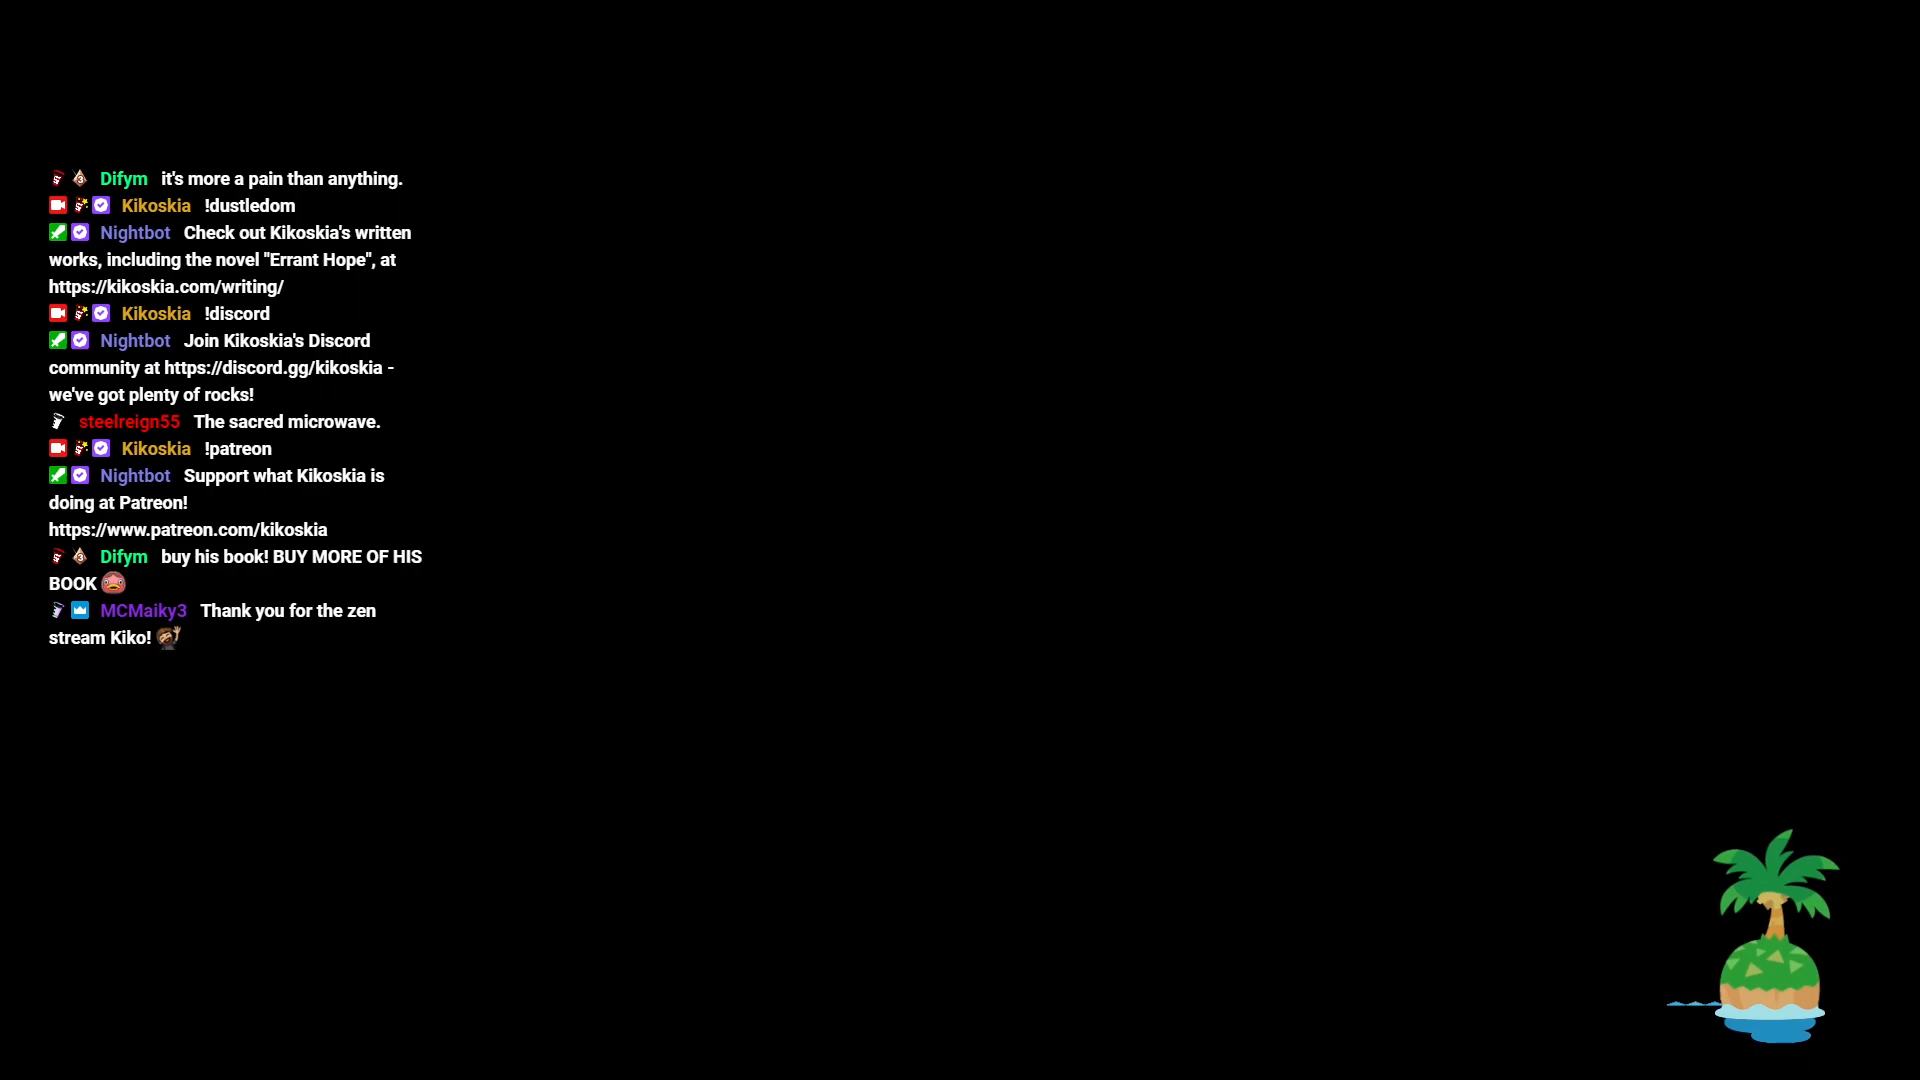 Difym it's more a pain than anything.
Kikoskia !dustledom
Nightbot Check out Kikoskia's written
works, including the novel "Errant Hope", at
https://kikoskia.com/writing/
Kikoskia !discord
Nightbot Join Kikoskia's Discord
community at https://discord.gg/kikoskia -
we've got plenty of rocks!
steelreign55 The sacred microwave.
Kikoskia !patreon
Nightbot Support what Kikoskia is
doing at Patreon!
https://www.patreon.com/kikoskia
Difym buy his book! BUY MORE OF HIS
BOOK
MCMaiky3 Thank you for the zen
stream Kiko!